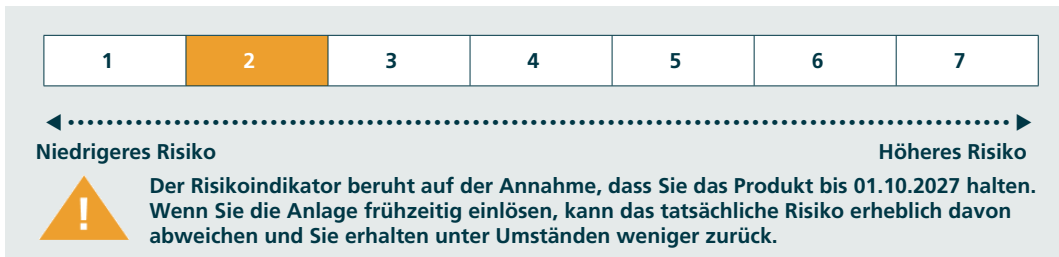 1 2 3 4 5 6 7
Niedrigeres Risiko Höheres Risiko
Der Risikoindikator beruht auf der Annahme, dass Sie das Produkt bis 01.10.2027 halten.
Wenn Sie die Anlage frühzeitig einlösen, kann das tatsächliche Risiko erheblich davon
abweichen und Sie erhalten unter Umständen weniger zurück.
!